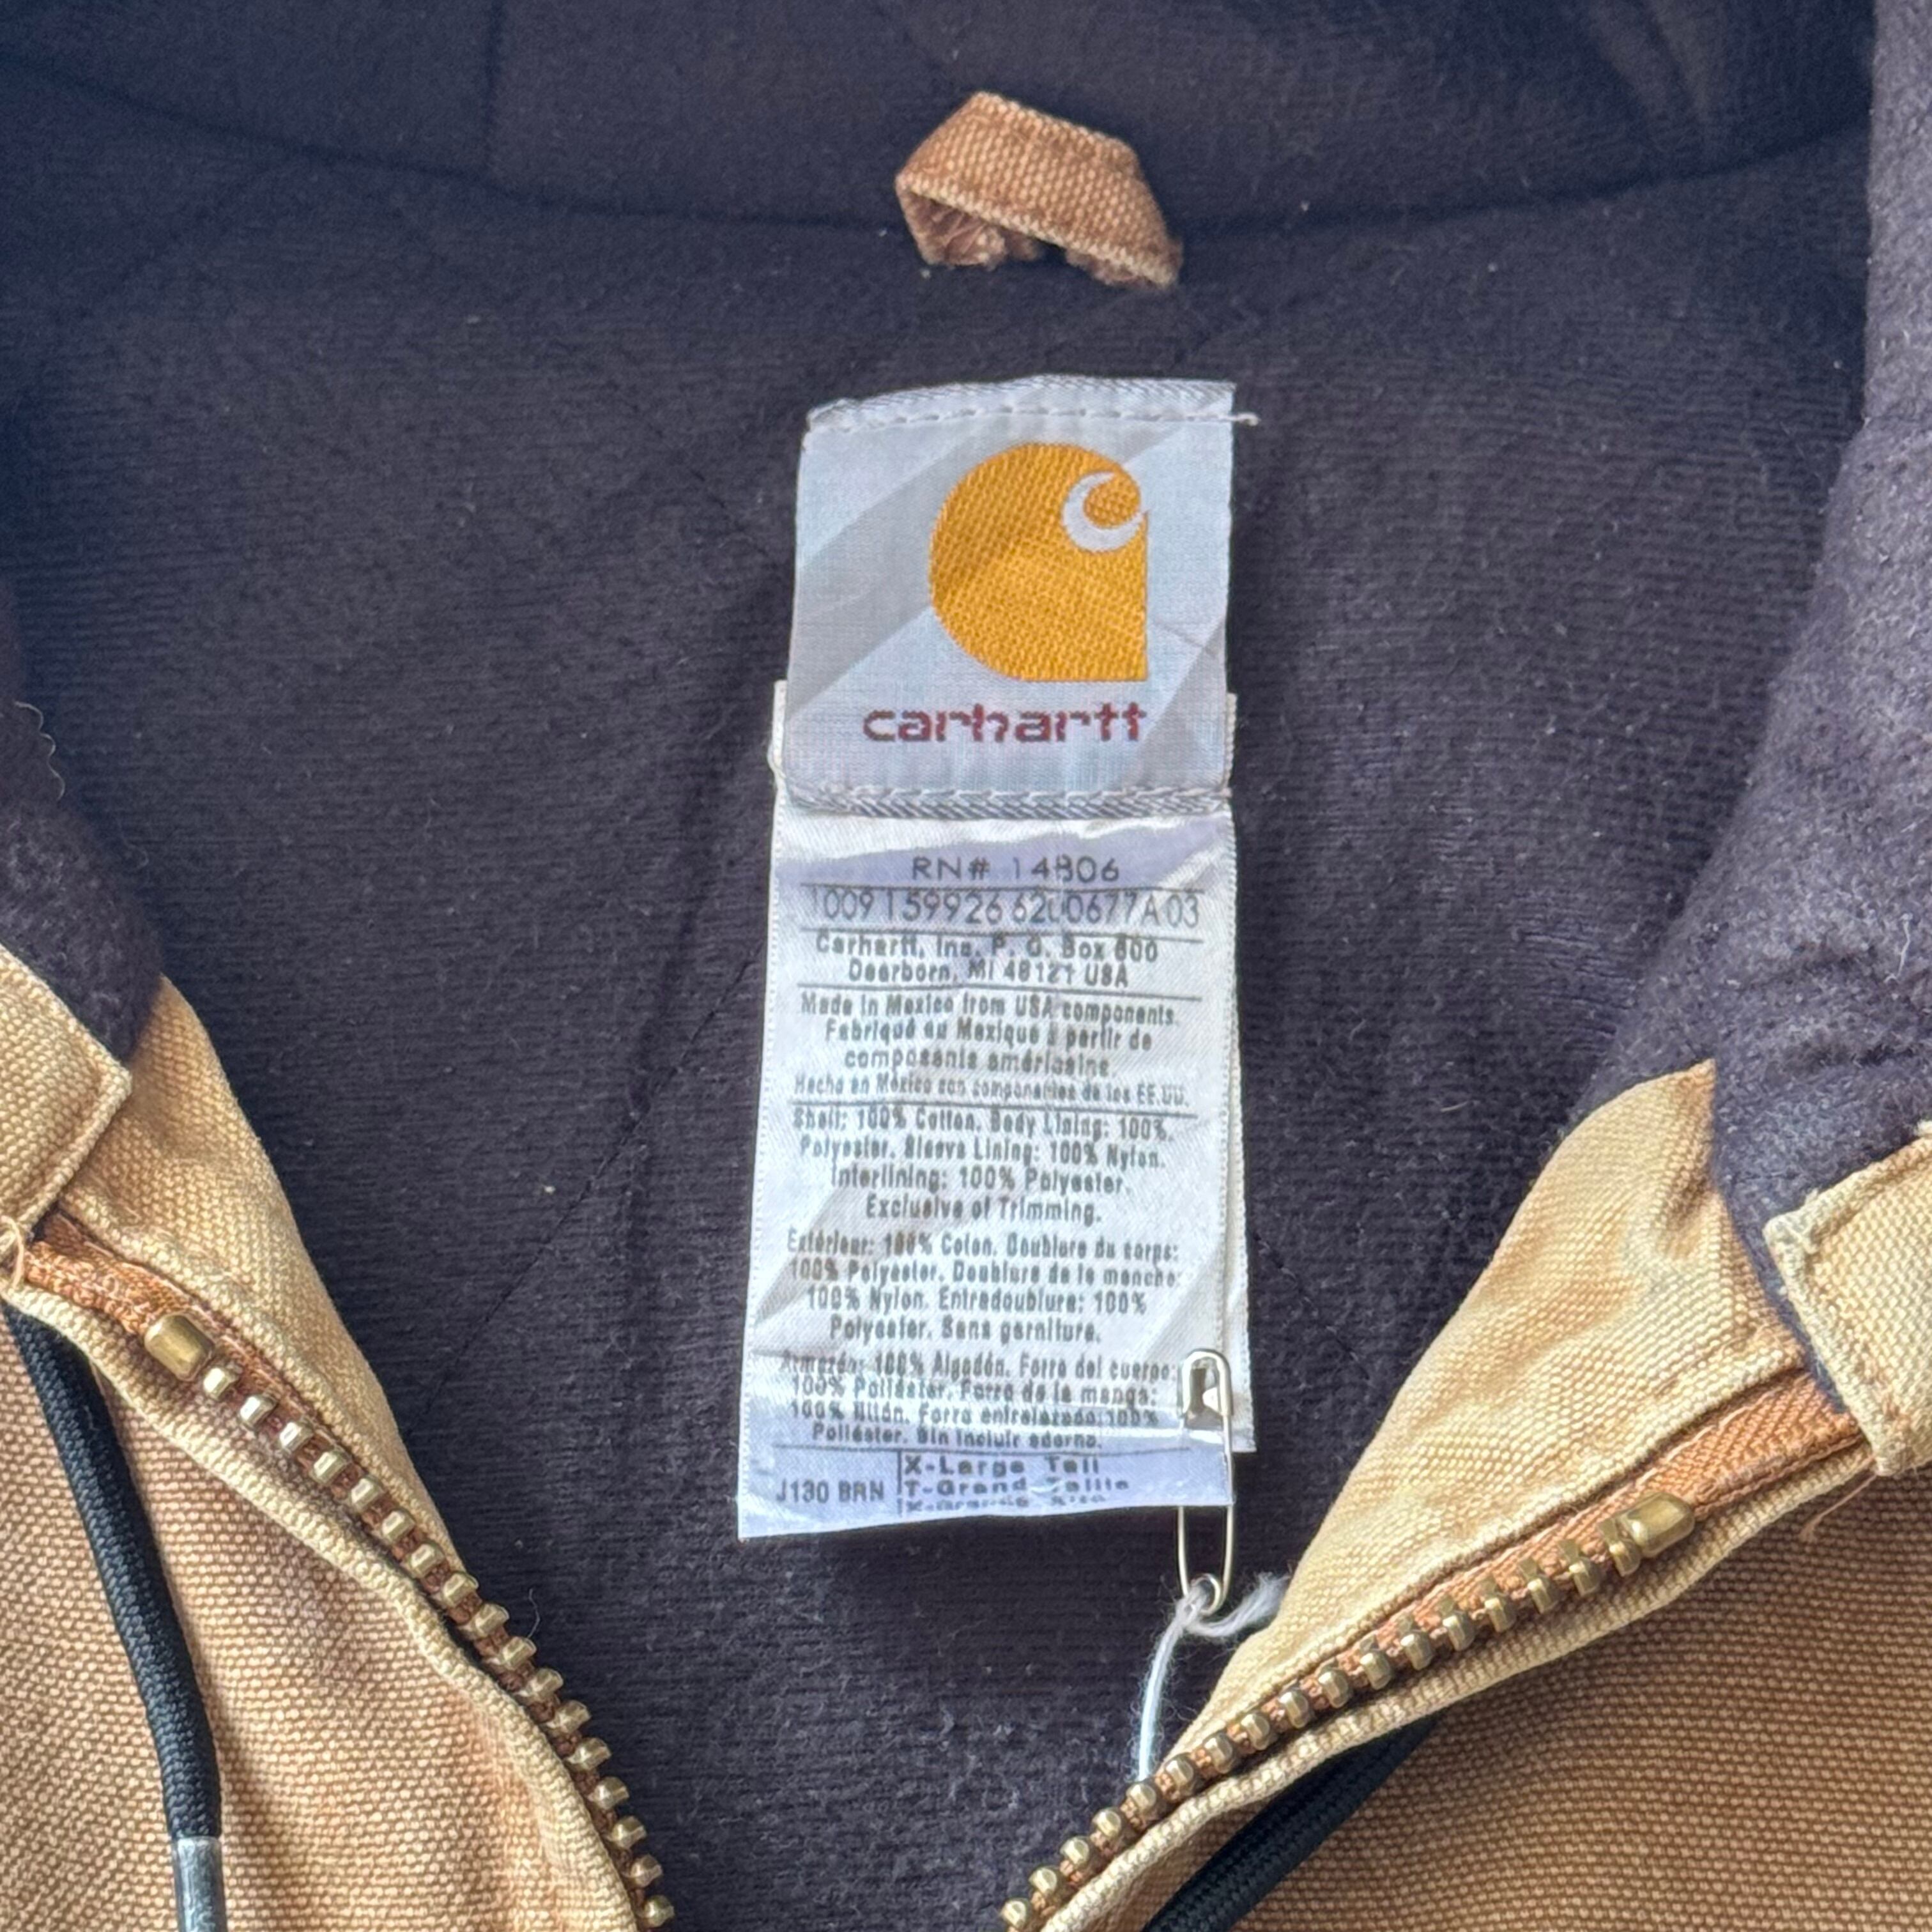 carhartt
RN# 14806
1009 159926 6200677A 03
Carhartt, Inc. P. O. Box 600
Dearborn, MI 48121 USA
Made in Mexico from USA components.
Fabriqué au Mexique à partir de
composants américains
Hecho en México con componentes de los EE.UU.
Shell: 100% Cotton. Body Lining: 100%
Polyester. Sleeve Lining: 100% Nylon.
Interlining: 100% Polyester.
Exclusive of Trimming.
Extérieur: 100% Coton. Doublure du corps:
100% Polyester. Doublure de la manche:
100% Nylon. Entredoublure: 100%
Polyester. Sans garniture.
Armazón: 100% Algodón. Forro del cuerpo:
100% Poliéster. Forro de la manga:
100% Nilón. Forro entrelazado: 100%
Poliéster. Sin incluir adorno.
J130 BRN
X-Large Tall
T-Grand Taille